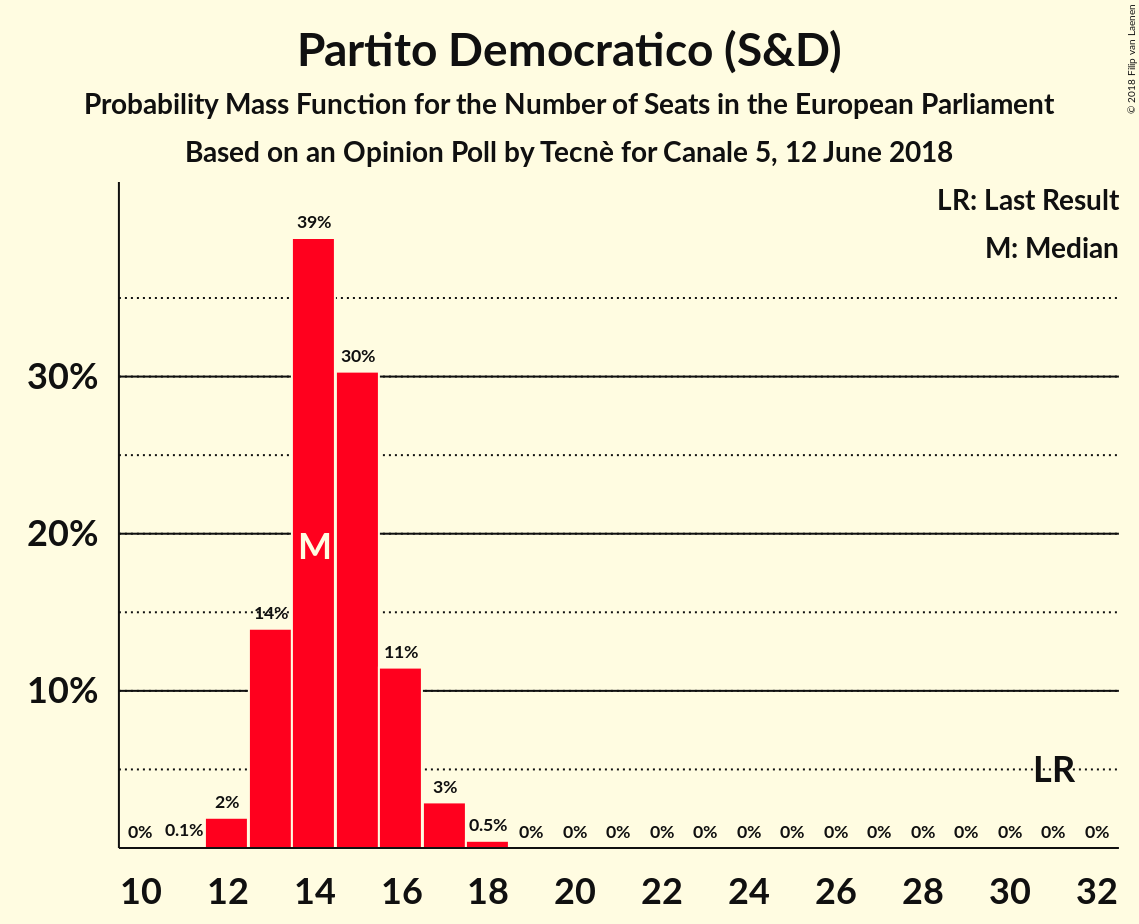 Partito Democratico (S&D)
Probability Mass Function for the Number of Seats in the European Parliament
Based on an Opinion Poll by Tecnè for Canale 5, 12 June 2018
© 2018 Filip van Laenen
LR: Last Result
M: Median
39%
30%
30%
20%
M
14%
11%
10%
LR
3%
2%
0.5%
0% 0.1% 0% 0% 0% 0% 0% 0% 0% 0% 0% 0% 0% 0% 0% 0%
10 12 14 16 18 20 22 24 26 28 30 32